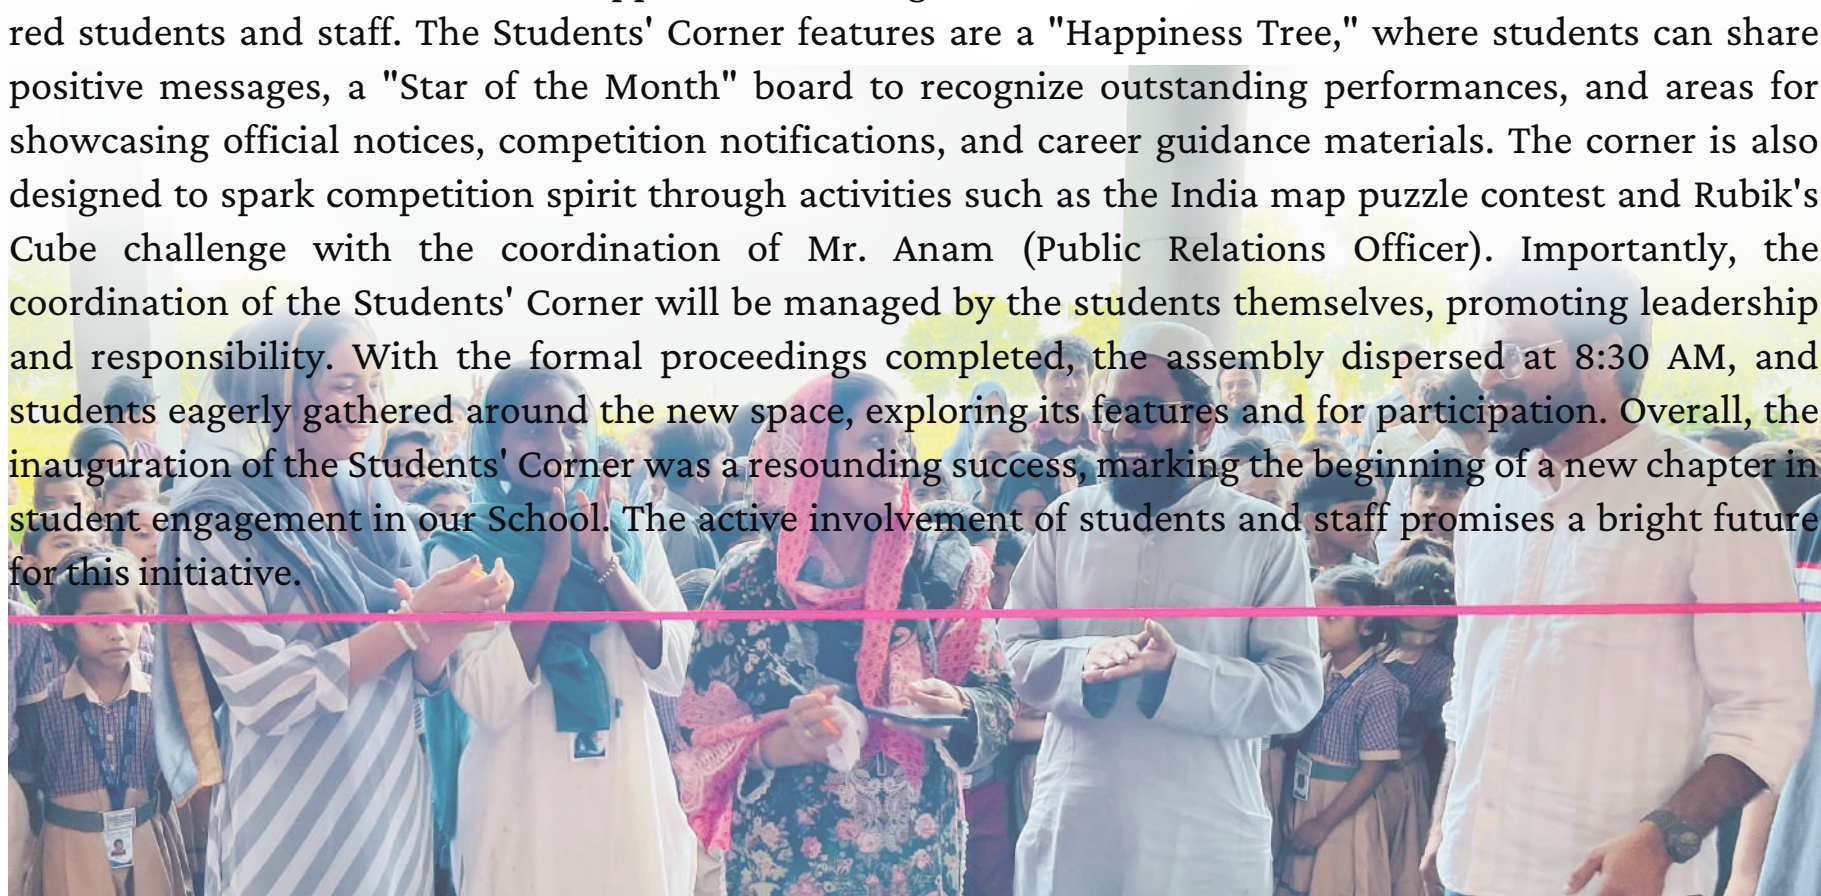 red students and staff. The Students' Corner features are a "Happiness Tree," where students can share
positive messages, a "Star of the Month" board to recognize outstanding performances, and areas for
showcasing official notices, competition notifications, and career guidance materials. The corner is also
designed to spark competition spirit through activities such as the India map puzzle contest and Rubik's
Cube challenge with the coordination of Mr. Anam (Public Relations Officer). Importantly, the
coordination of the Students' Corner will be managed by the students themselves, promoting leadership
and responsibility. With the formal proceedings completed, the assembly dispersed at 8:30 AM, and
students eagerly gathered around the new space, exploring its features and for participation. Overall, the
inauguration of the Students' Corner was a resounding success, marking the beginning of a new chapter in
student engagement in our School. The active involvement of students and staff promises a bright future
for this initiative.